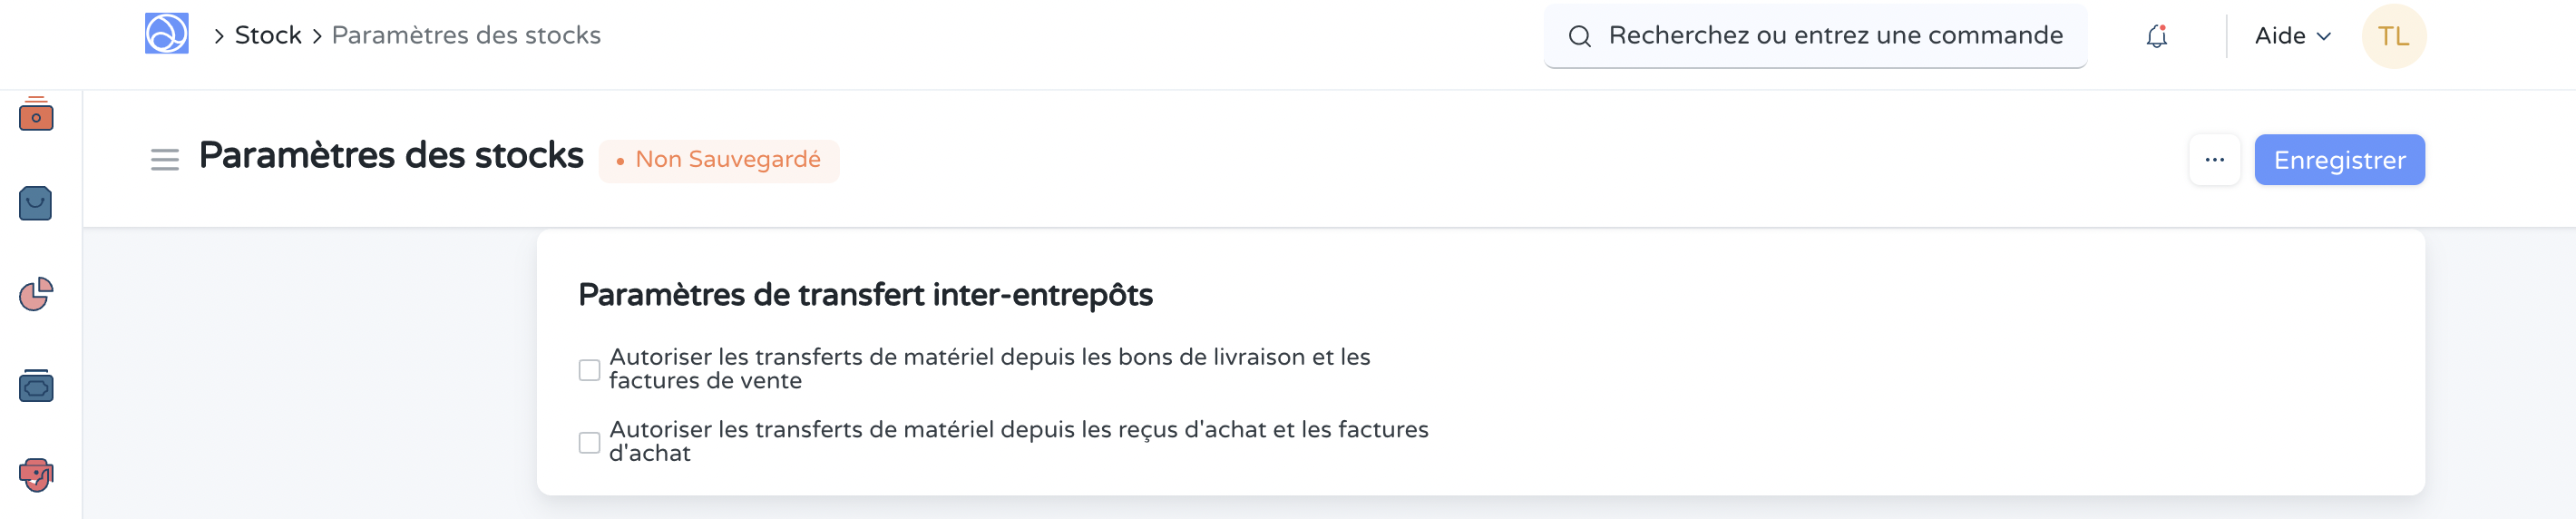 Stock
Paramètres des stocks
Recherchez ou entrez une commande
Aide
TL
Paramètres des stocks
Non Sauvegardé
Enregistrer
Paramètres de transfert inter-entrepôts
Autoriser les transferts de matériel depuis les bons de livraison et les
factures de vente
Autoriser les transferts de matériel depuis les reçus d'achat et les factures
d'achat